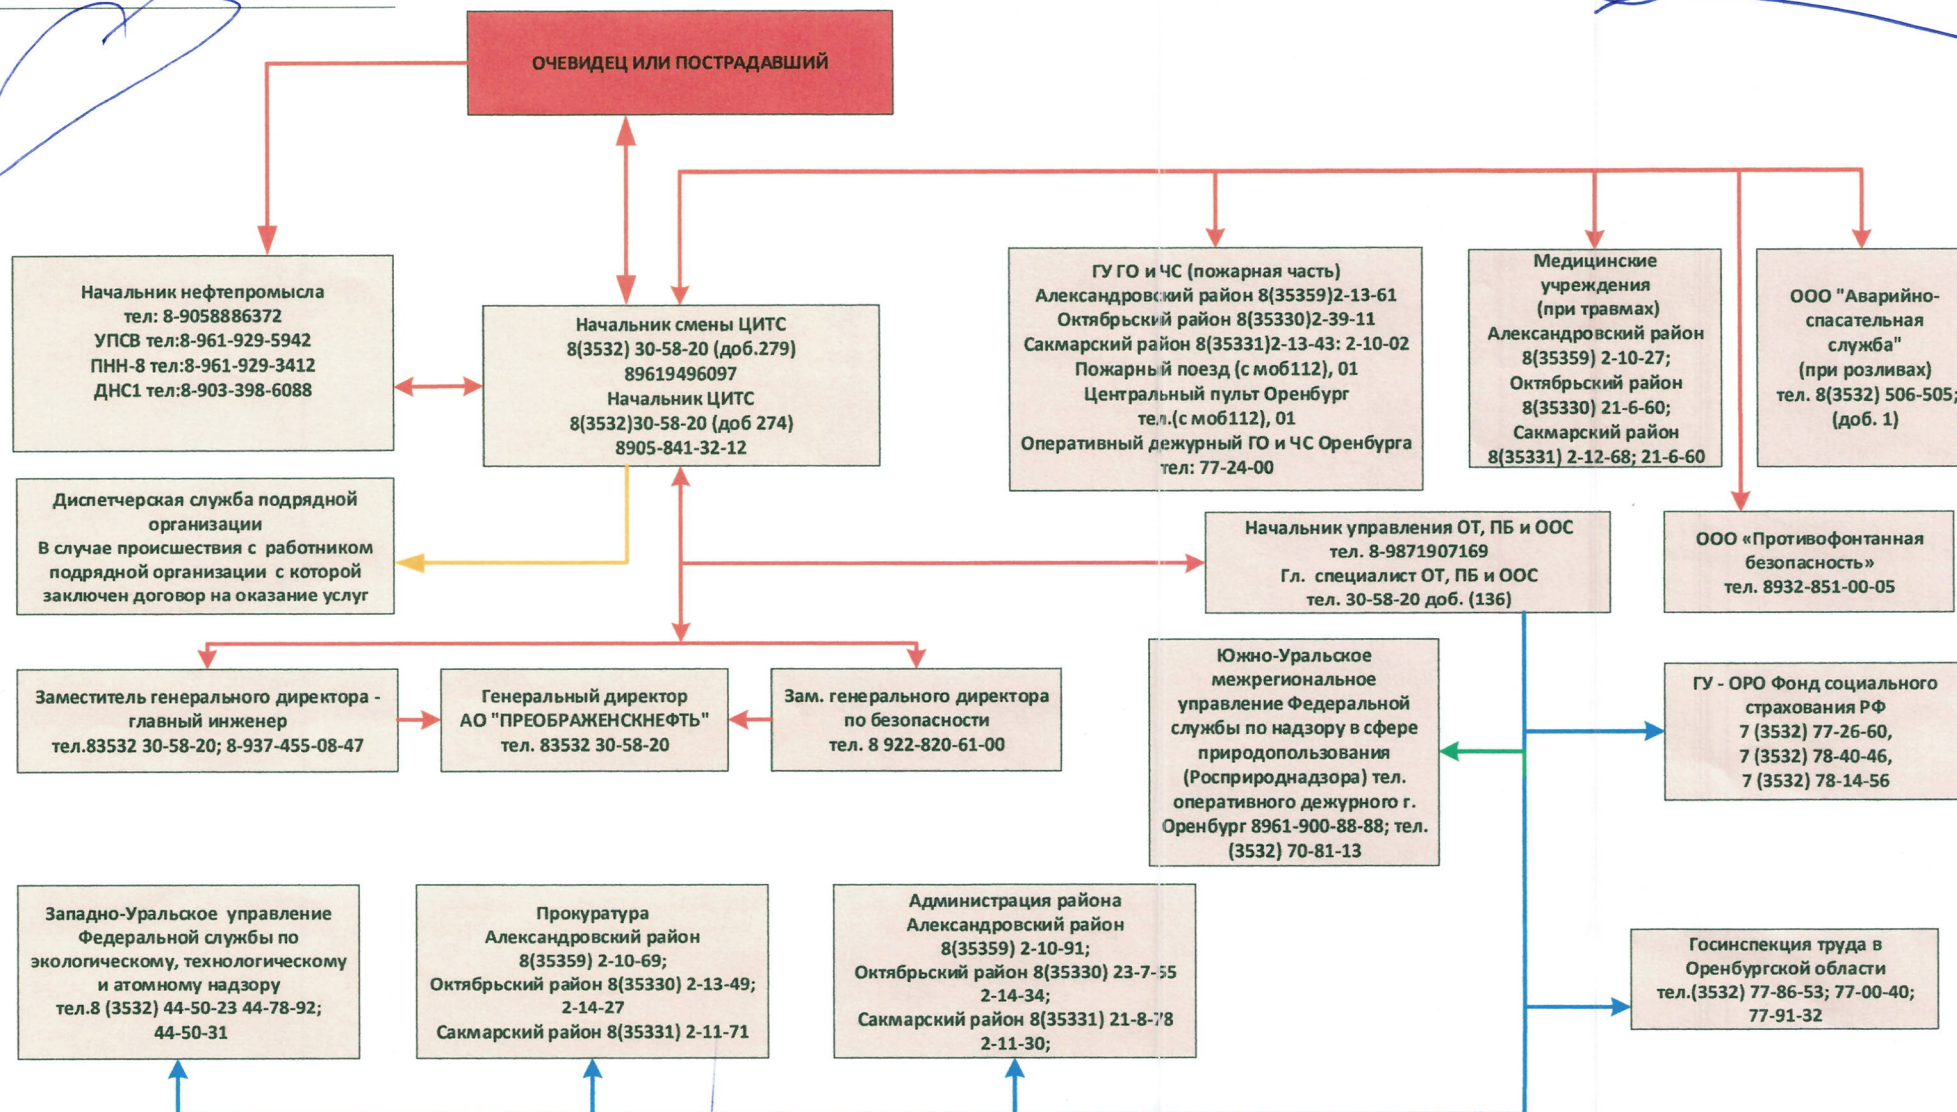 ОЧЕВИДЕЦ ИЛИ ПОСТРАДАВШИЙ
Начальник нефтепромысла
тел: 8-9058886372
УПСВ тел:8-961-929-5942
ПНН-8 тел:8-961-929-3412
ДНС1 тел:8-903-398-6088
Начальник смены ЦИТС
8(3532) 30-58-20 (доб.279)
89619496097
Начальник ЦИТС
8(3532)30-58-20 (доб 274)
8905-841-32-12
ГУ ГО и ЧС (пожарная часть)
Александровский район 8(35359)2-13-61
Октябрьский район 8(35330)2-39-11
Сакмарский район 8(35331)2-13-43: 2-10-02
Пожарный поезд (с моб112), 01
Центральный пульт Оренбург
тел.(с моб112), 01
Оперативный дежурный ГО и ЧС Оренбурга
тел: 77-24-00
Медицинские
учреждения
(при травмах)
Александровский район
8(35359) 2-10-27;
Октябрьский район
8(35330) 21-6-60;
Сакмарский район
8(35331) 2-12-68; 21-6-60
ООО "Аварийно-
спасательная
служба"
(при розливах)
тел. 8(3532) 506-505;
(доб. 1)
Диспетчерская служба подрядной
организации
В случае происшествия с работником
подрядной организации с которой
заключен договор на оказание услуг
Начальник управления ОТ, ПБ и ООС
тел. 8-9871907169
Гл. специалист ОТ, ПБ и ООС
тел. 30-58-20 доб. (136)
ООО «Противофонтанная
безопасность»
тел. 8932-851-00-05
Заместитель генерального директора -
главный инженер
тел.83532 30-58-20; 8-937-455-08-47
Генеральный директор
АО "ПРЕОБРАЖЕНСКНЕФТЬ"
тел. 83532 30-58-20
Зам. генерального директора
по безопасности
тел. 8 922-820-61-00
Южно-Уральское
межрегиональное
управление Федеральной
службы по надзору в сфере
природопользования
(Росприроднадзора) тел.
оперативного дежурного г.
Оренбург 8961-900-88-88; тел.
(3532) 70-81-13
ГУ - ОРО Фонд социального
страхования РФ
7 (3532) 77-26-60,
7 (3532) 78-40-46,
7 (3532) 78-14-56
Западно-Уральское управление
Федеральной службы по
экологическому, технологическому
и атомному надзору
тел.8 (3532) 44-50-23 44-78-92;
44-50-31
Прокуратура
Александровский район
8(35359) 2-10-69;
Октябрьский район 8(35330) 2-13-49;
2-14-27
Сакмарский район 8(35331) 2-11-71
Администрация района
Александровский район
8(35359) 2-10-91;
Октябрьский район 8(35330) 23-7-55
2-14-34;
Сакмарский район 8(35331) 21-8-78
2-11-30;
Госинспекция труда в
Оренбургской области
тел.(3532) 77-86-53; 77-00-40;
77-91-32